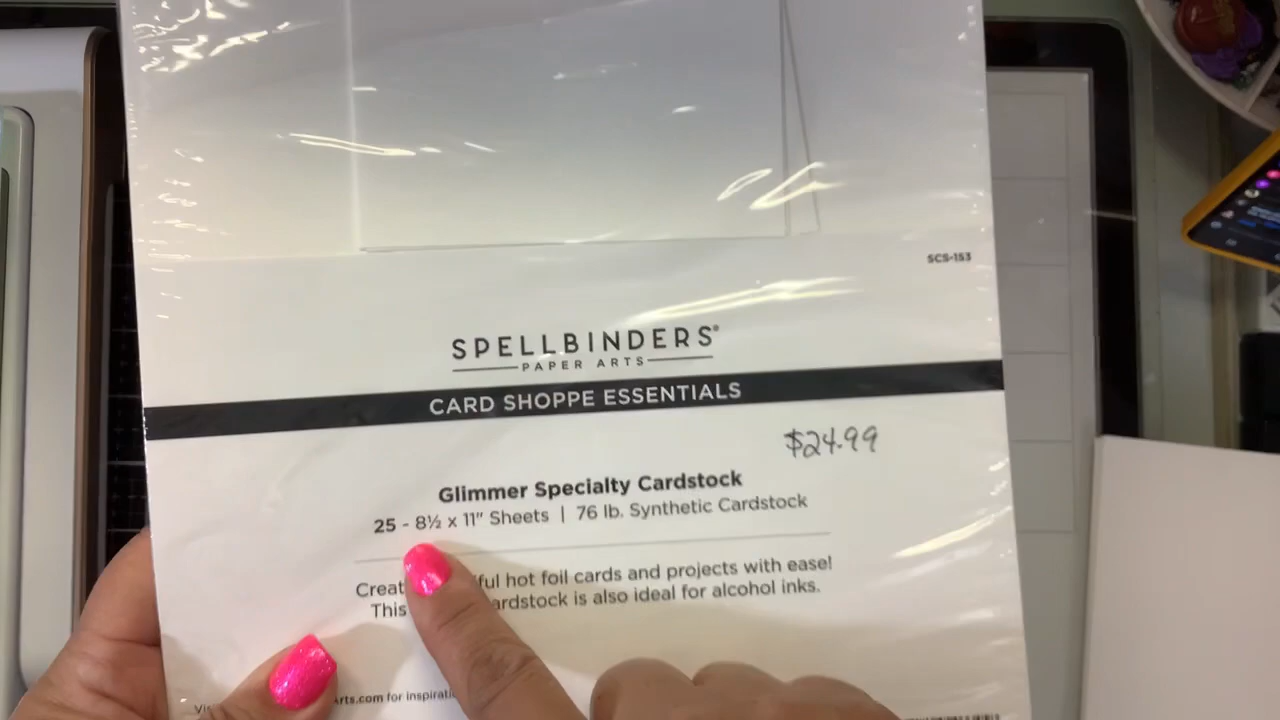 SCS-153
SPELLBINDERS®
PAPER ARTS
CARD SHOPPE ESSENTIALS
$24.99
Glimmer Specialty Cardstock
25 - 8½ x 11" Sheets | 76 lb. Synthetic Cardstock
hot foil cards and projects with ease!
This is also ideal for alcohol inks.
for